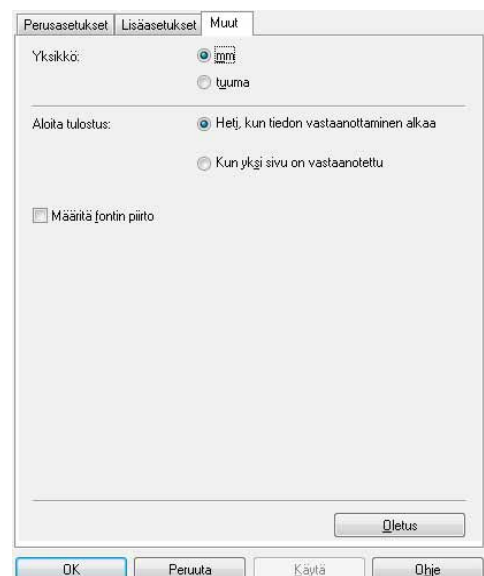 Perusasetukset Lisäasetukset Muut
Yksikkö: mm
tuuma
Aloita tulostus: Heti, kun tiedon vastaanottaminen alkaa
Kun yksi sivu on vastaanotettu
Määritä fontin piirto
Oletus
OK Peruuta Käytä Ohje